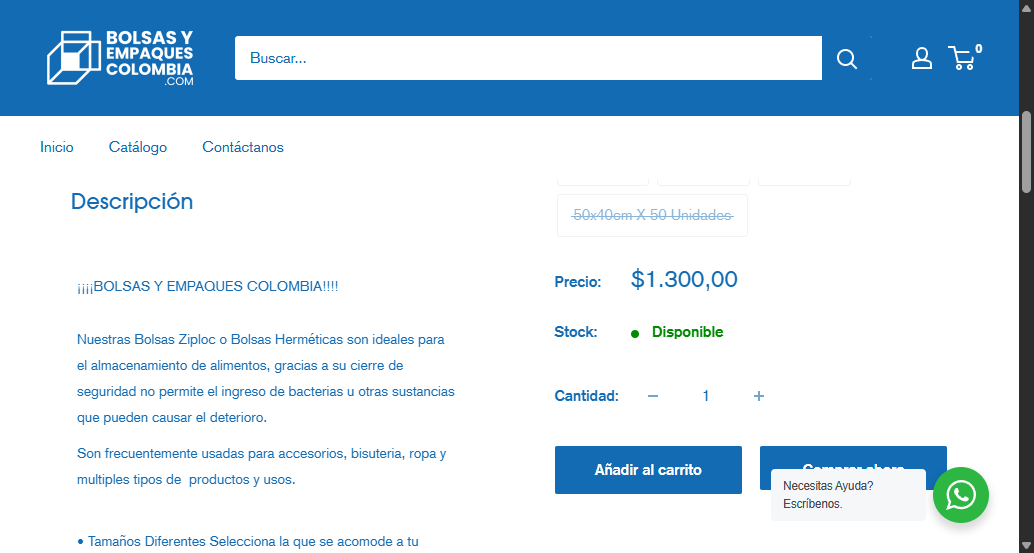 BOLSAS Y
EMPAQUES
COLOMBIA
.COM
Buscar...
0
Inicio
Catálogo
Contáctanos
Descripción
¡¡¡¡BOLSAS Y EMPAQUES COLOMBIA!!!!
Nuestras Bolsas Ziploc o Bolsas Herméticas son ideales para
el almacenamiento de alimentos, gracias a su cierre de
seguridad no permite el ingreso de bacterias u otras sustancias
que pueden causar el deterioro.
Son frecuentemente usadas para accesorios, bisuteria, ropa y
multiples tipos de productos y usos.
• Tamaños Diferentes Selecciona la que se acomode a tu
50x40cm X 50 Unidades
Precio: $1.300,00
Stock: Disponible
Cantidad: − 1 +
Añadir al carrito
Comprar ahora
Necesitas Ayuda?
Escríbenos.